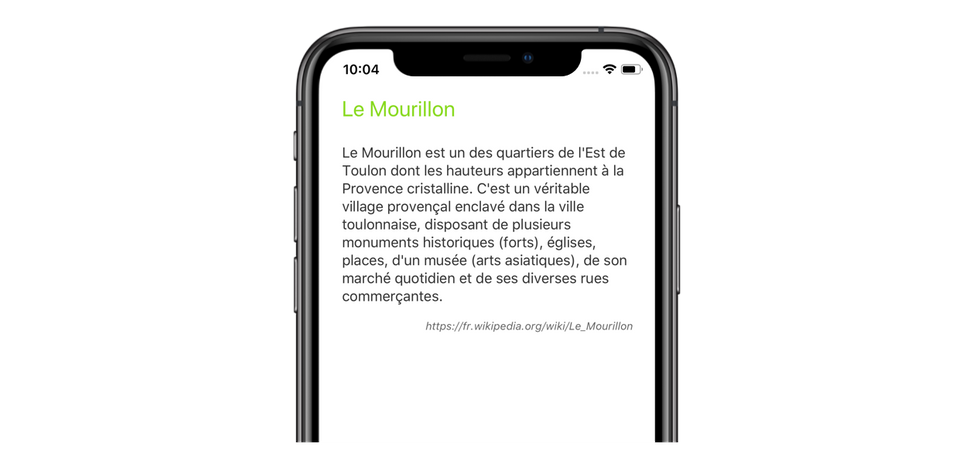 10:04
Le Mourillon
Le Mourillon est un des quartiers de l'Est de
Toulon dont les hauteurs appartiennent à la
Provence cristalline. C'est un véritable
village provençal enclavé dans la ville
toulonnaise, disposant de plusieurs
monuments historiques (forts), églises,
places, d'un musée (arts asiatiques), de son
marché quotidien et de ses diverses rues
commerçantes.
https://fr.wikipedia.org/wiki/Le_Mourillon